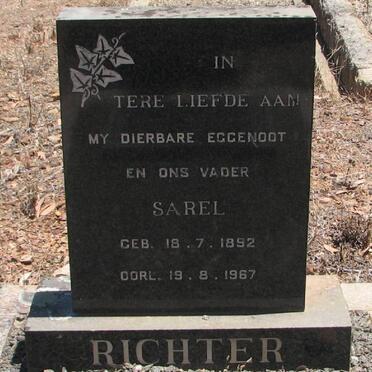 IN
TERE LIEFDE AAN
MY DIERBARE EGGENOOT
EN ONS VADER
SAREL
GEB. 18.7.1892
OORL. 19.8.1967
RICHTER